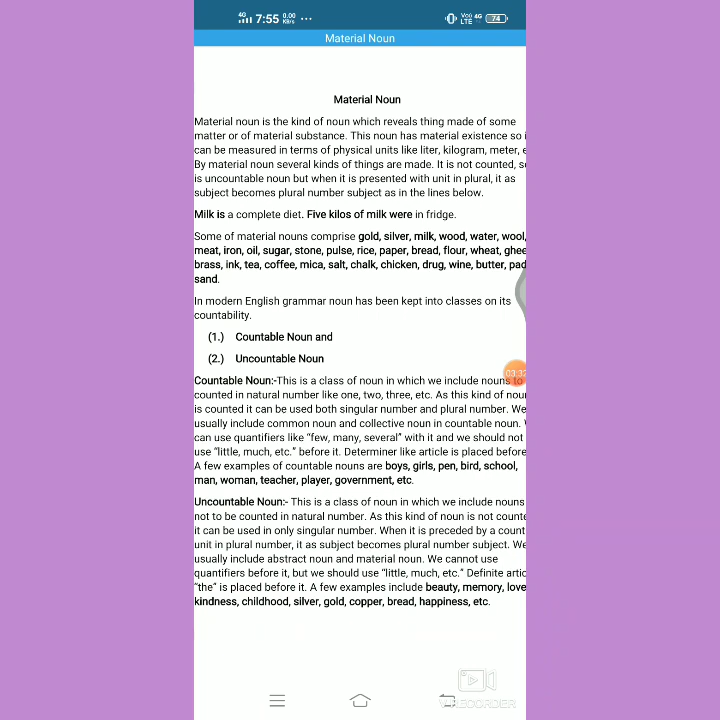 4G 7:55 0.00 KB/s ... Vo) LTE 4G 74
Material Noun
Material Noun
Material noun is the kind of noun which reveals thing made of some
matter or of material substance. This noun has material existence so i
can be measured in terms of physical units like liter, kilogram, meter, e
By material noun several kinds of things are made. It is not counted, so
is uncountable noun but when it is presented with unit in plural, it as
subject becomes plural number subject as in the lines below.
Milk is a complete diet. Five kilos of milk were in fridge.
Some of material nouns comprise gold, silver, milk, wood, water, wool,
meat, iron, oil, sugar, stone, pulse, rice, paper, bread, flour, wheat, ghee
brass, ink, tea, coffee, mica, salt, chalk, chicken, drug, wine, butter, pad
sand.
In modern English grammar noun has been kept into classes on its
countability.
(1.) Countable Noun and
(2.) Uncountable Noun
03:32
Countable Noun:-This is a class of noun in which we include nouns to
counted in natural number like one, two, three, etc. As this kind of nour
is counted it can be used both singular number and plural number. We
usually include common noun and collective noun in countable noun.
can use quantifiers like "few, many, several" with it and we should not
use "little, much, etc." before it. Determiner like article is placed before
A few examples of countable nouns are boys, girls, pen, bird, school,
man, woman, teacher, player, government, etc.
Uncountable Noun:- This is a class of noun in which we include nouns
not to be counted in natural number. As this kind of noun is not counte
it can be used in only singular number. When it is preceded by a count
unit in plural number, it as subject becomes plural number subject. We
usually include abstract noun and material noun. We cannot use
quantifiers before it, but we should use "little, much, etc." Definite artic
"the" is placed before it. A few examples include beauty, memory, love
kindness, childhood, silver, gold, copper, bread, happiness, etc.
V RECORDER